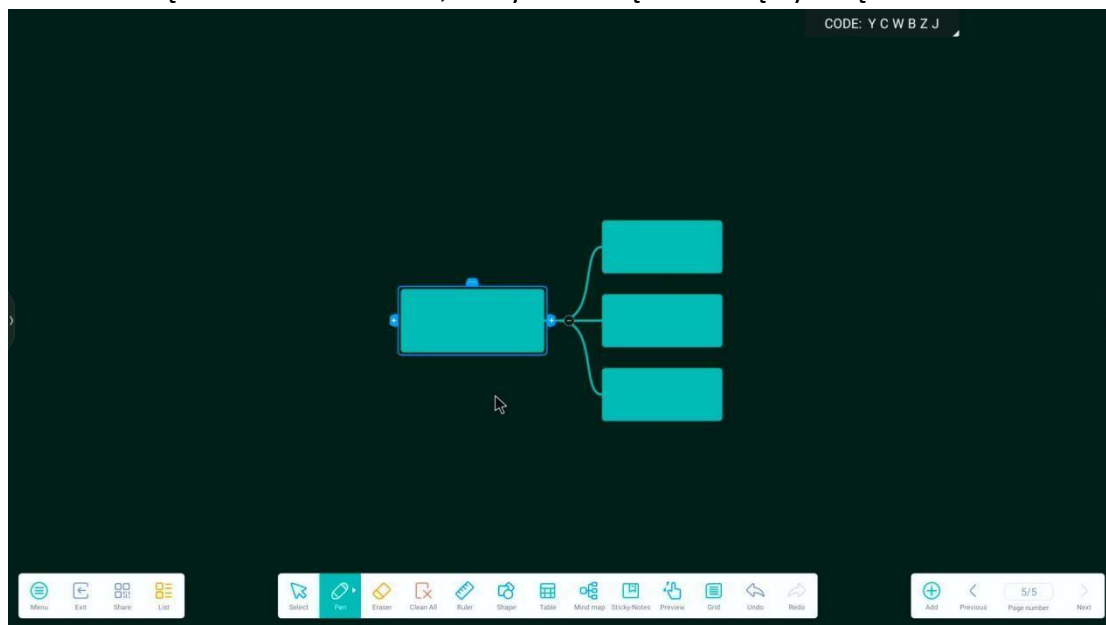 CODE: Y C W B Z J
Menu Exit Share List
Select Pen Eraser Clean All Ruler Shape Table Mind map Sticky-Notes Preview Grid Undo Redo
5/5
Add Previous Page number Next